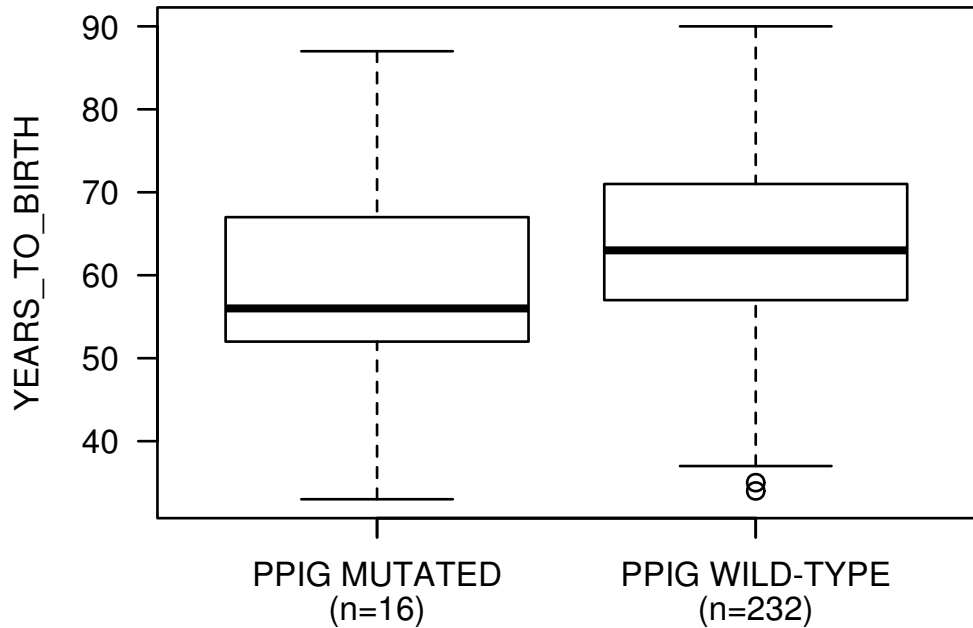 YEARS_TO_BIRTH
90
80
70
60
50
40
PPIG MUTATED
(n=16)
PPIG WILD-TYPE
(n=232)